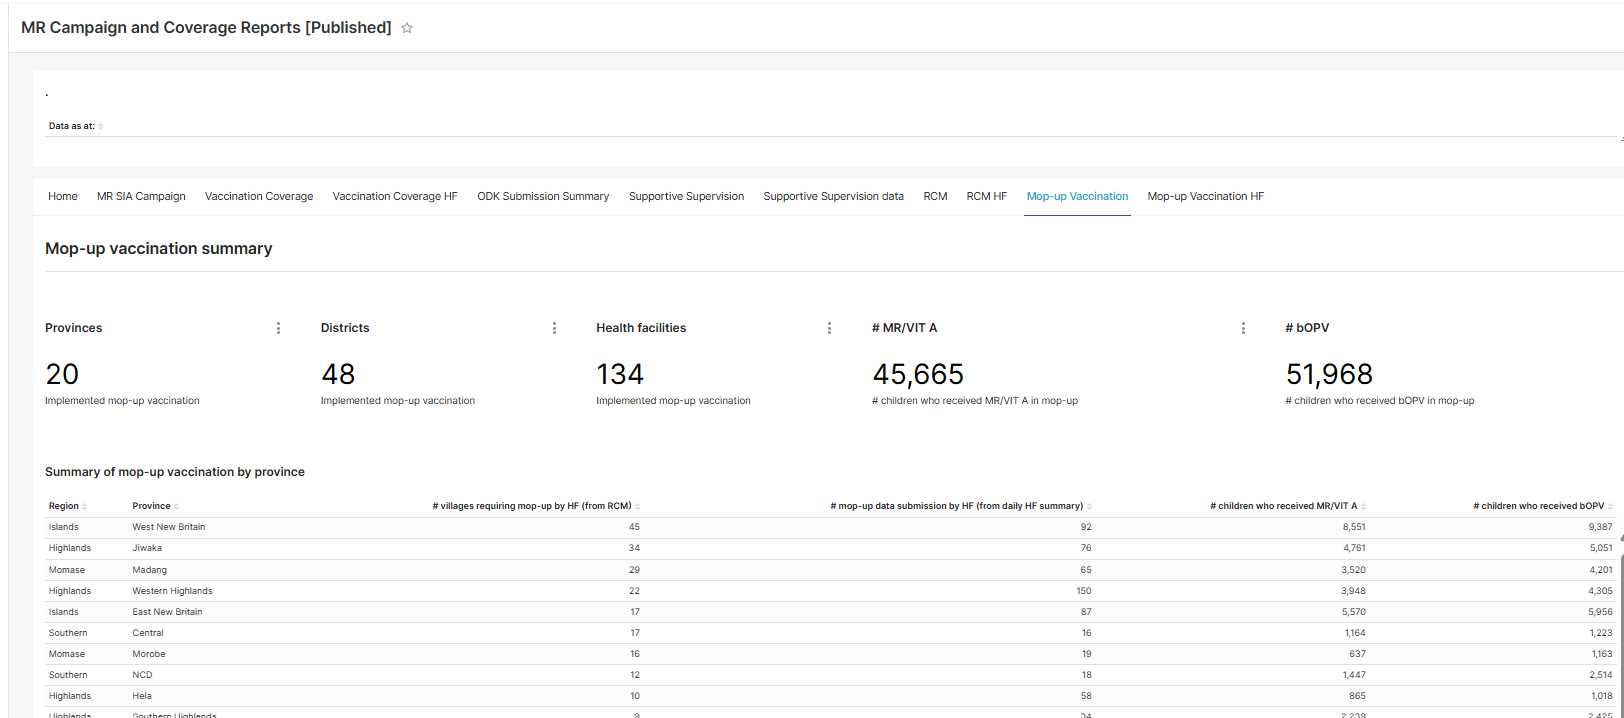 MR Campaign and Coverage Reports [Published]
.
Data as at:
Home MR SIA Campaign Vaccination Coverage Vaccination Coverage HF ODK Submission Summary Supportive Supervision Supportive Supervision data RCM RCM HF Mop-up Vaccination Mop-up Vaccination HF
Mop-up vaccination summary
Provinces Districts Health facilities # MR/VIT A # bOPV
20 48 134 45,665 51,968
Implemented mop-up vaccination Implemented mop-up vaccination Implemented mop-up vaccination # children who received MR/VIT A in mop-up # children who received bOPV in mop-up
Summary of mop-up vaccination by province
Region Province # villages requiring mop-up by HF (from RCM) # mop-up data submission by HF (from daily HF summary) # children who received MR/VIT A # children who received bOPV
Islands West New Britain 45 92 8,551 9,387
Highlands Jiwaka 34 76 4,761 5,051
Momase Madang 29 65 3,520 4,201
Highlands Western Highlands 22 150 3,948 4,305
Islands East New Britain 17 87 5,570 5,956
Southern Central 17 16 1,164 1,223
Momase Morobe 16 19 637 1,163
Southern NCD 12 18 1,447 2,514
Highlands Hela 10 58 865 1,018
Highlands Southern Highlands 9 34 2,239 2,425